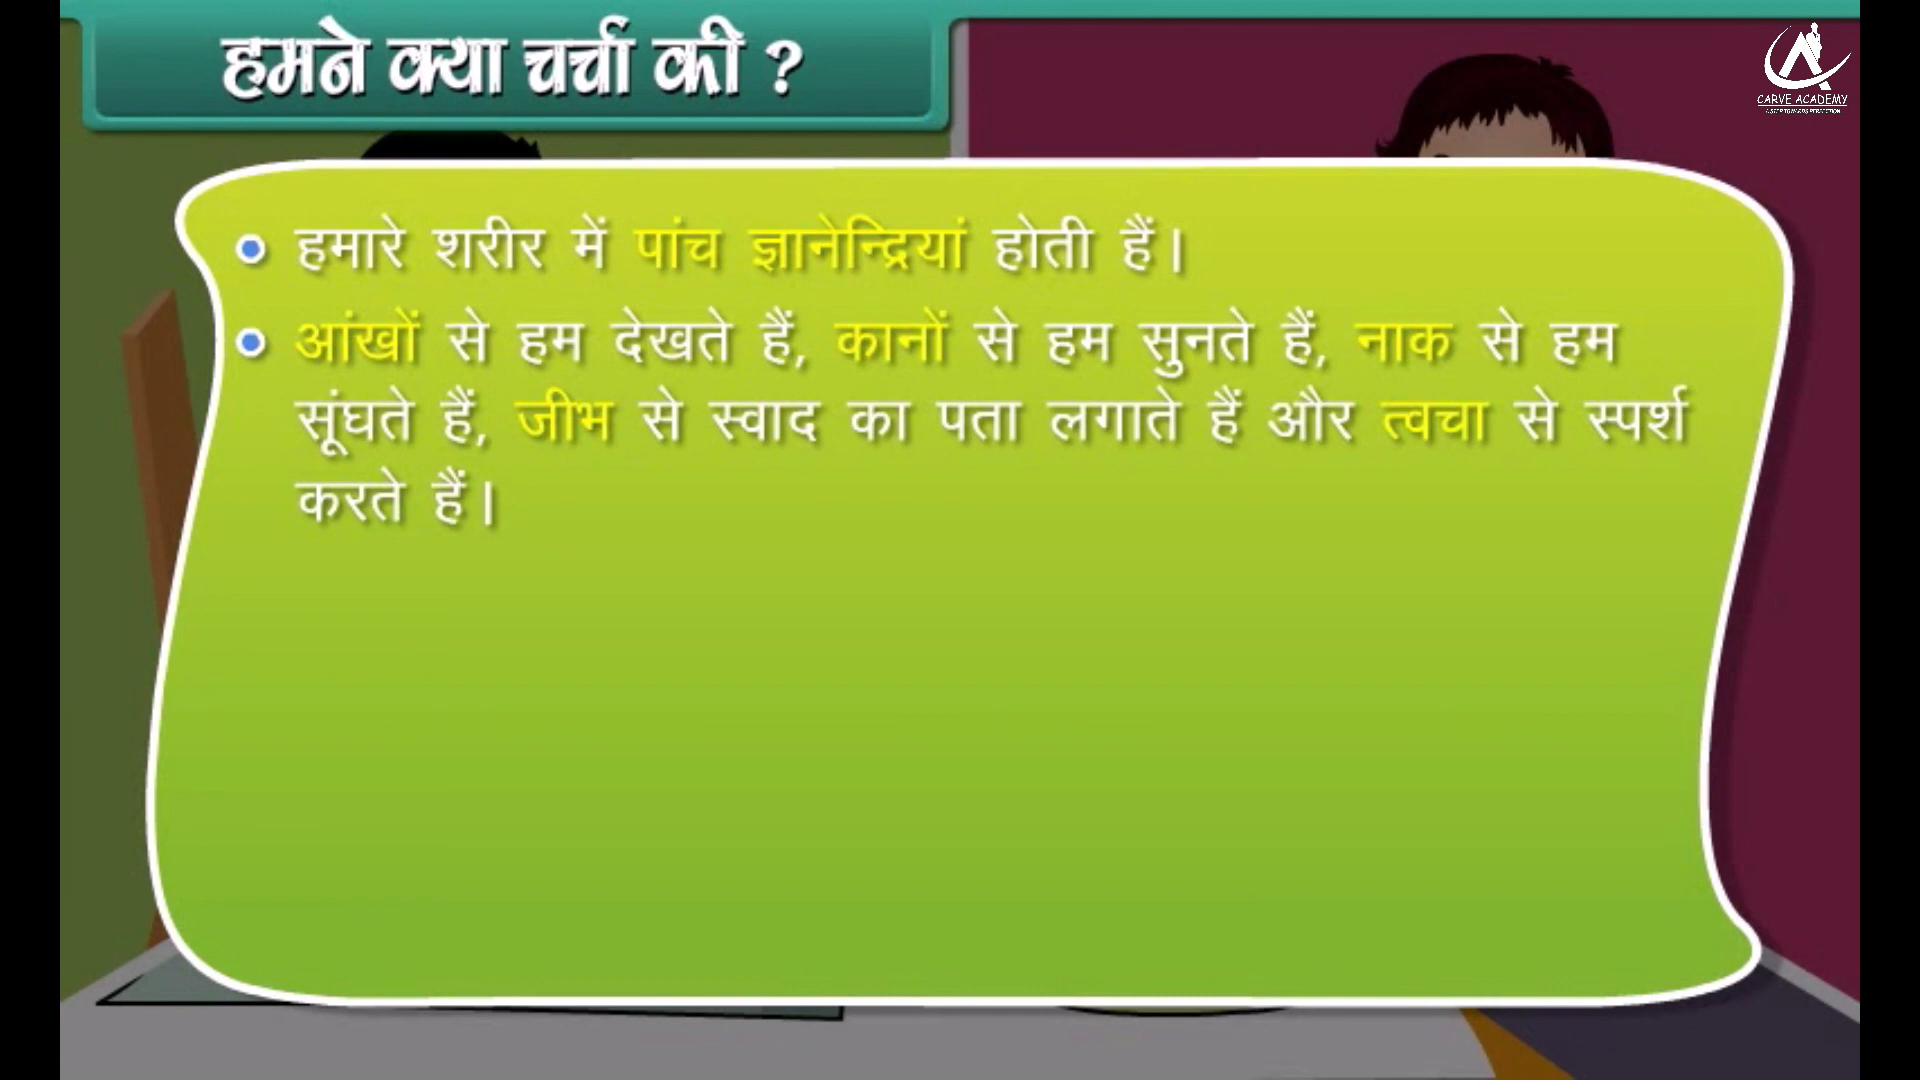 हमने क्या चर्चा की ?
CARVE ACADEMY
हमारे शरीर में पांच ज्ञानेन्द्रियां होती हैं।
आंखों से हम देखते हैं, कानों से हम सुनते हैं, नाक से हम
सूंघते हैं, जीभ से स्वाद का पता लगाते हैं और त्वचा से स्पर्श
करते हैं।